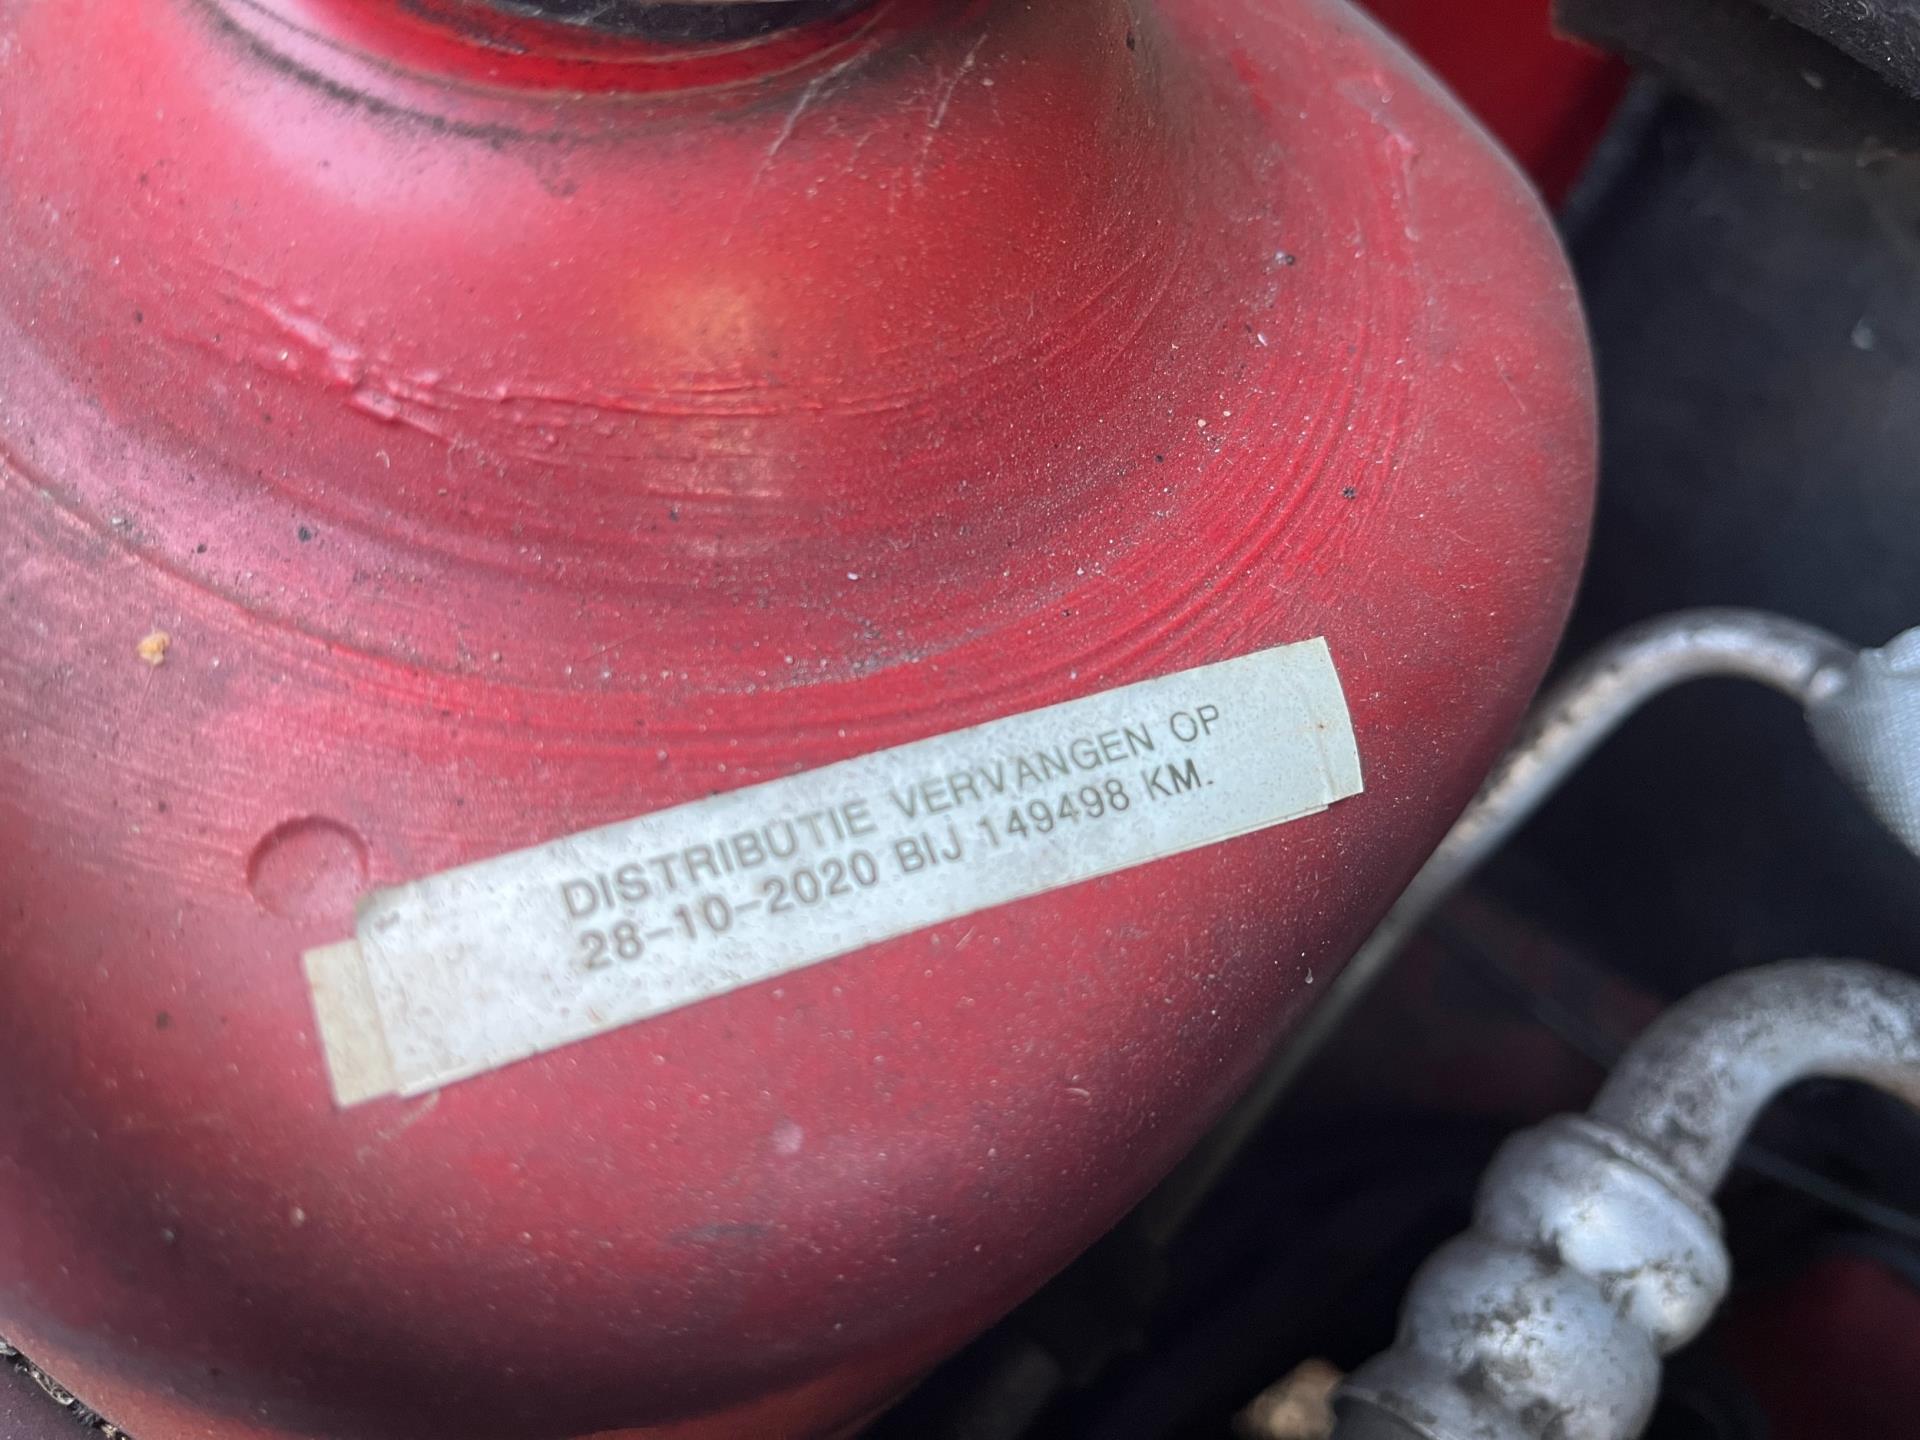 DISTRIBUTIE VERVANGEN OP
28-10-2020 BIJ 149498 KM.